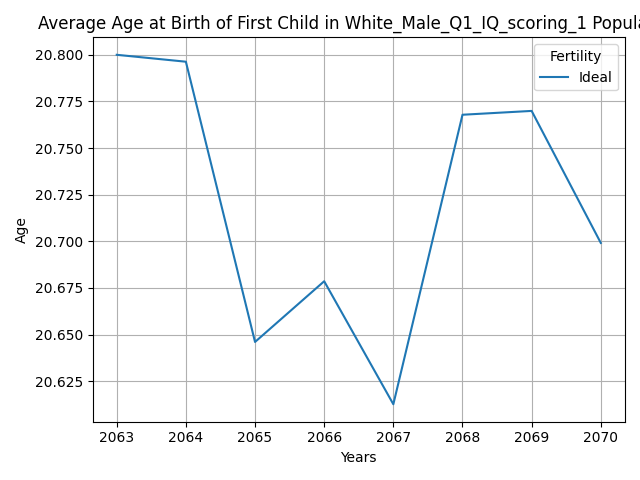 Average Age at Birth of First Child in White_Male_Q1_IQ_scoring_1 Popula
Fertility
Ideal
20.800
20.775
20.750
20.725
20.700
20.675
20.650
20.625
Age
2063 2064 2065 2066 2067 2068 2069 2070
Years